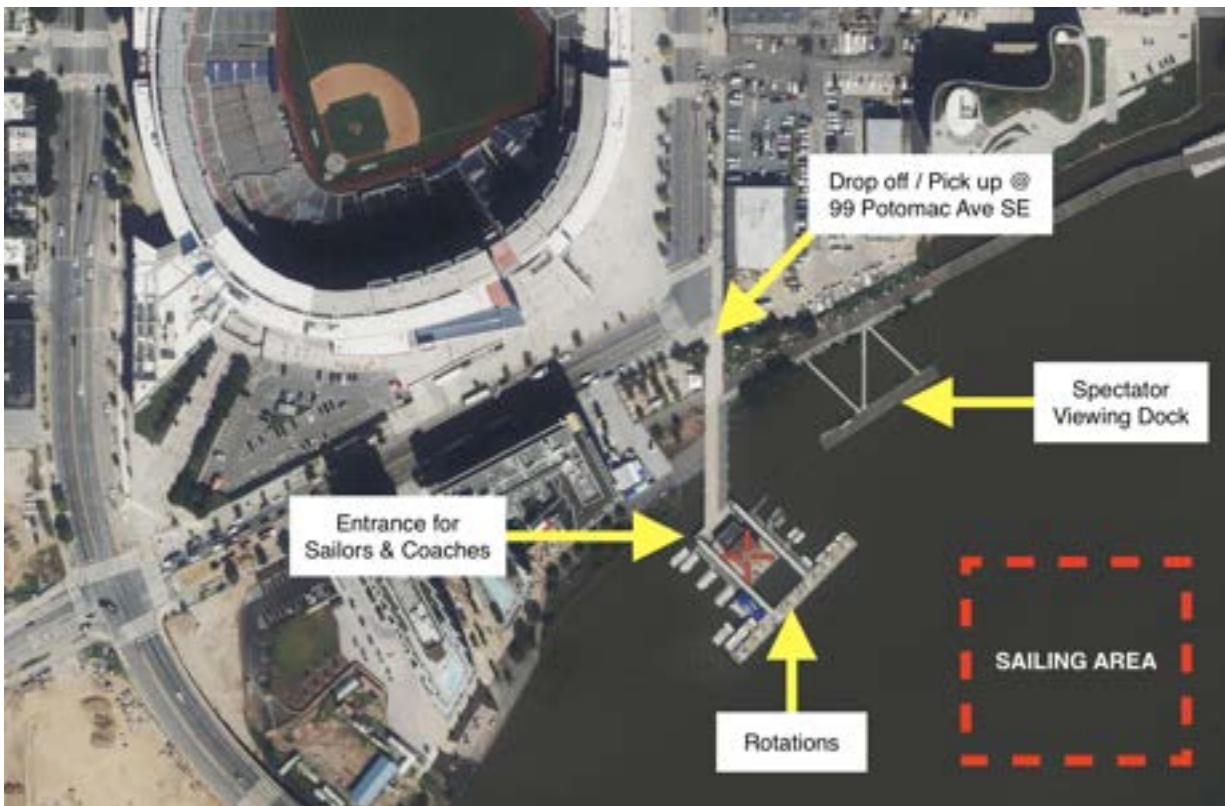 Drop off / Pick up @
99 Potomac Ave SE
Spectator
Viewing Dock
Entrance for
Sailors & Coaches
SAILING AREA
Rotations